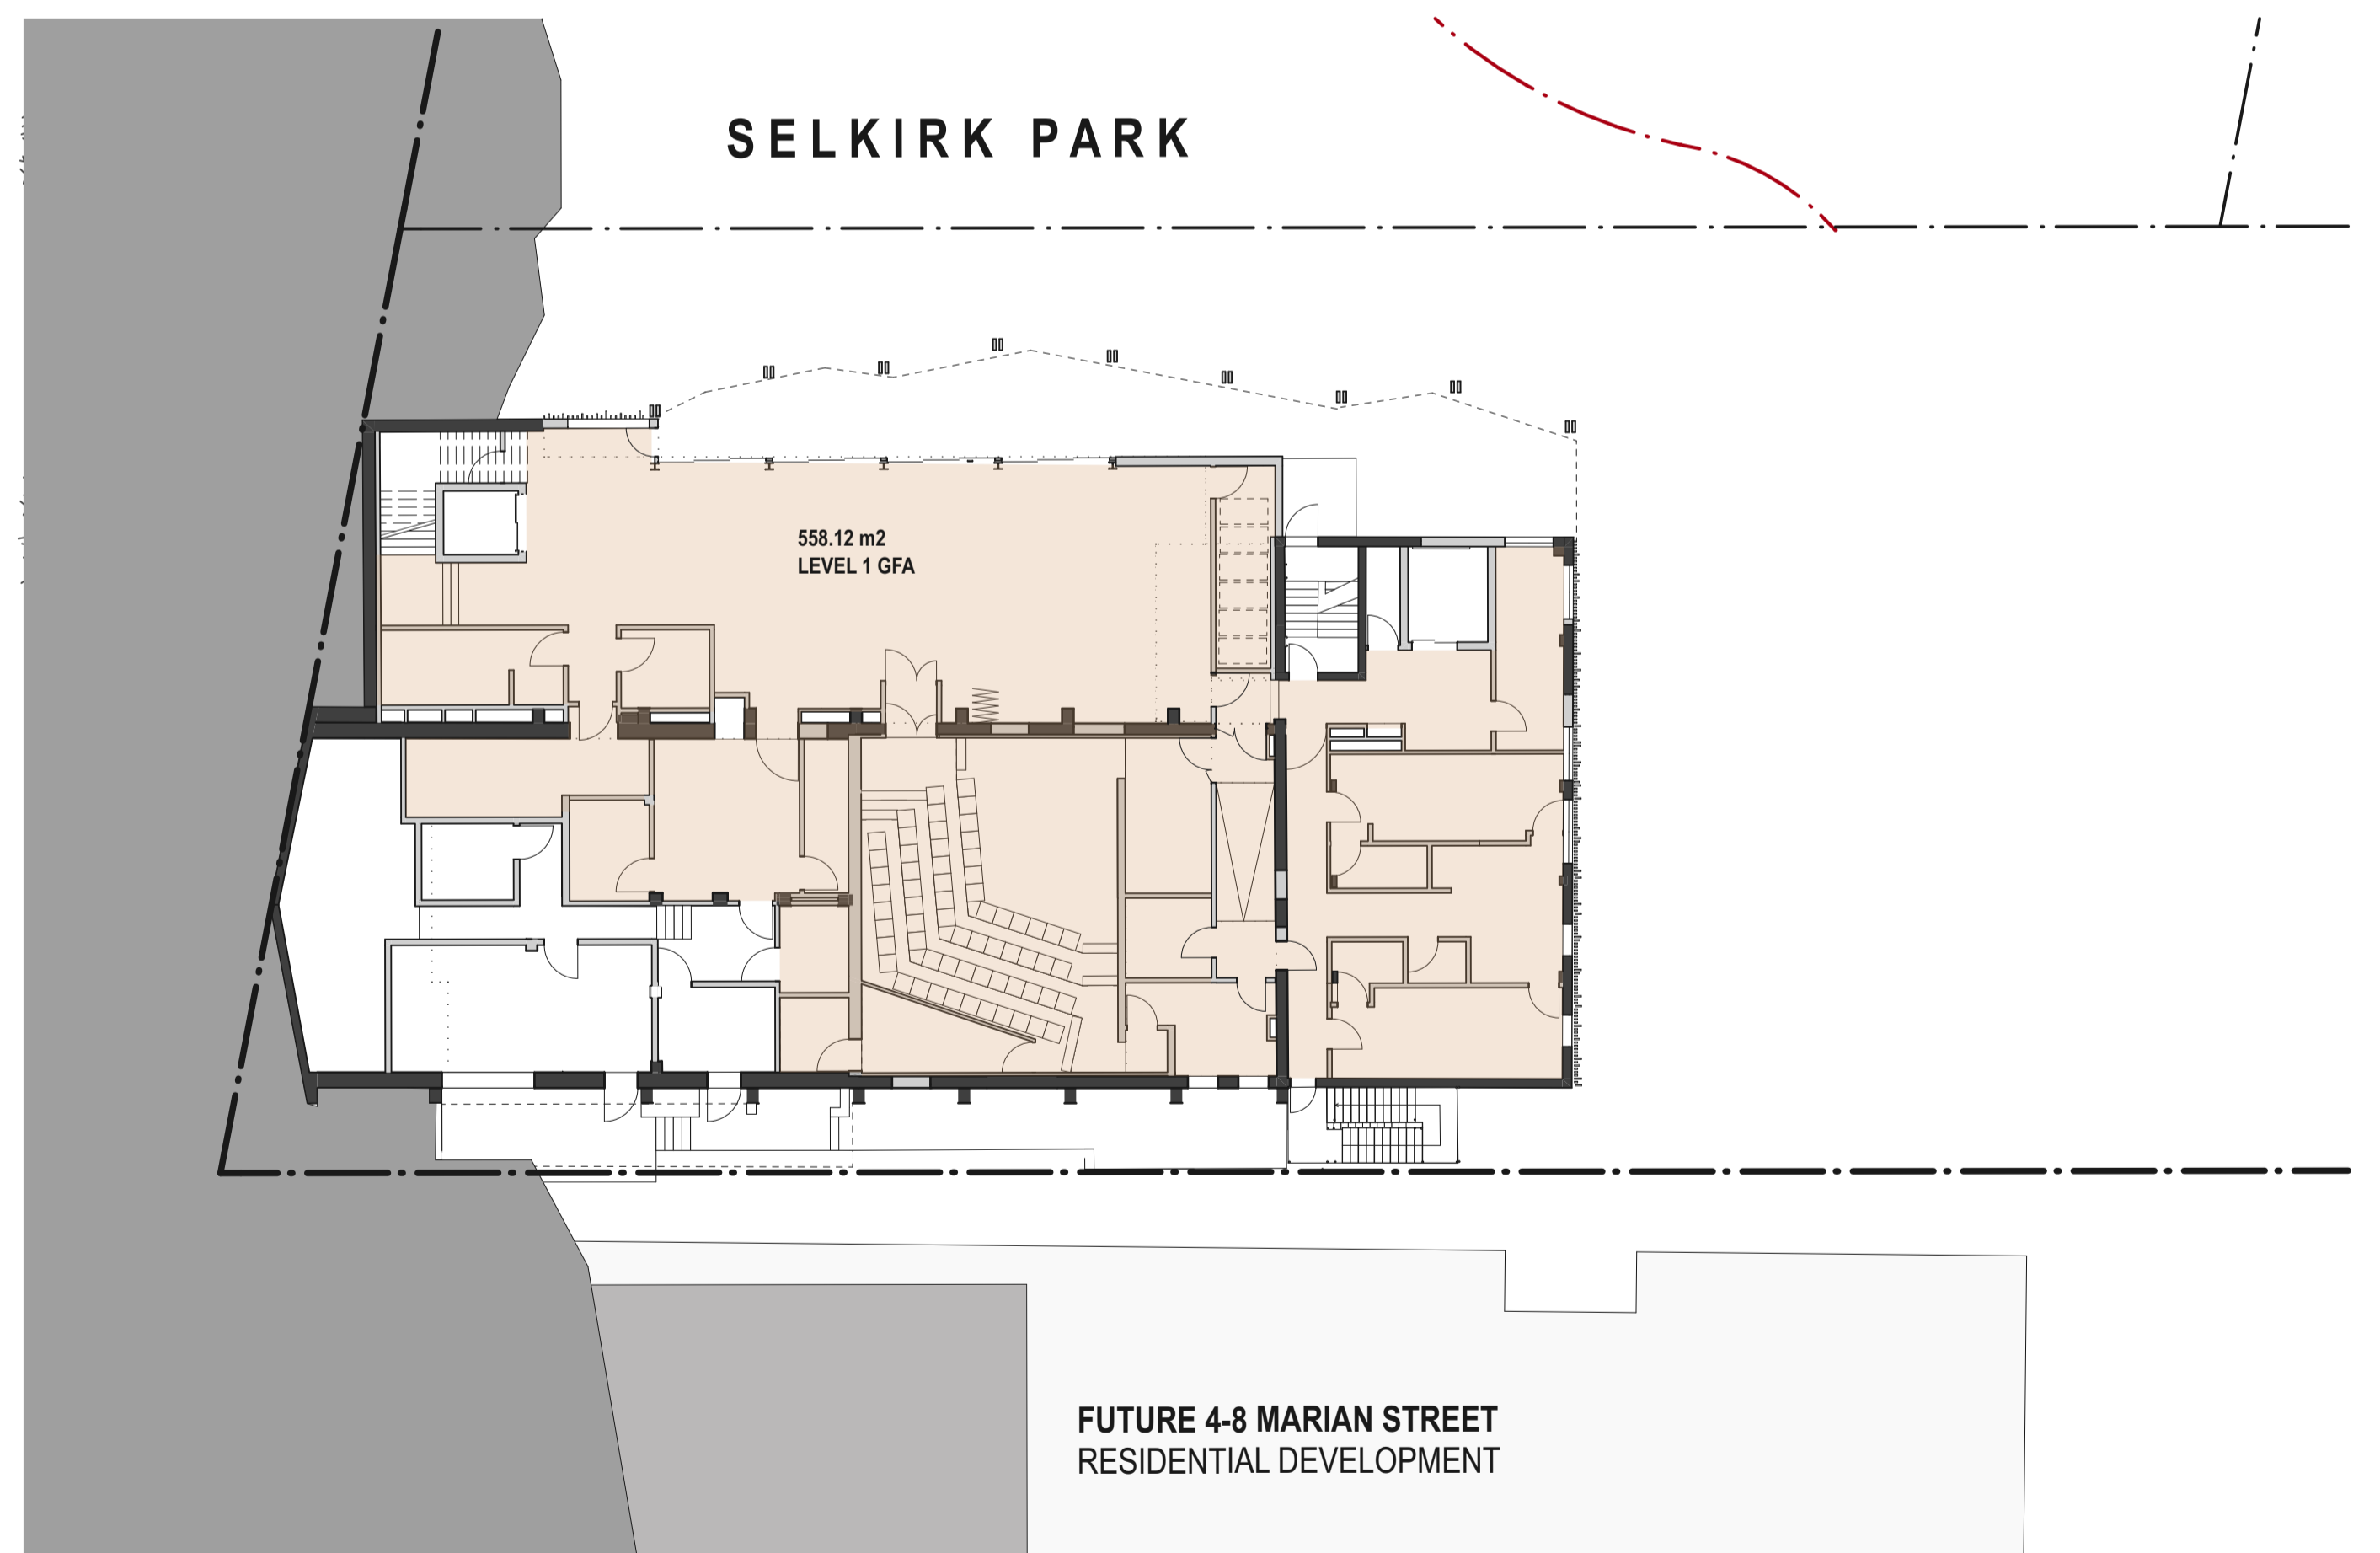 SELKIRK PARK
558.12 m2
LEVEL 1 GFA
FUTURE 4-8 MARIAN STREET
RESIDENTIAL DEVELOPMENT